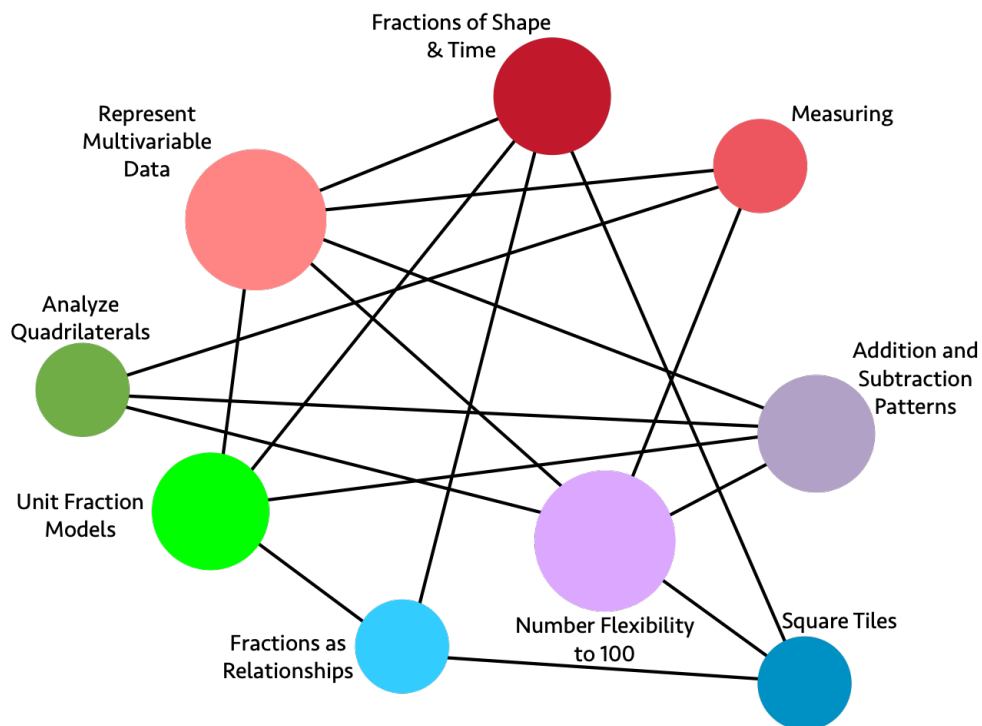 Fractions of Shape
& Time
Measuring
Represent
Multivariable
Data
Analyze
Quadrilaterals
Addition and
Subtraction
Patterns
Unit Fraction
Models
Number Flexibility
to 100
Square Tiles
Fractions as
Relationships